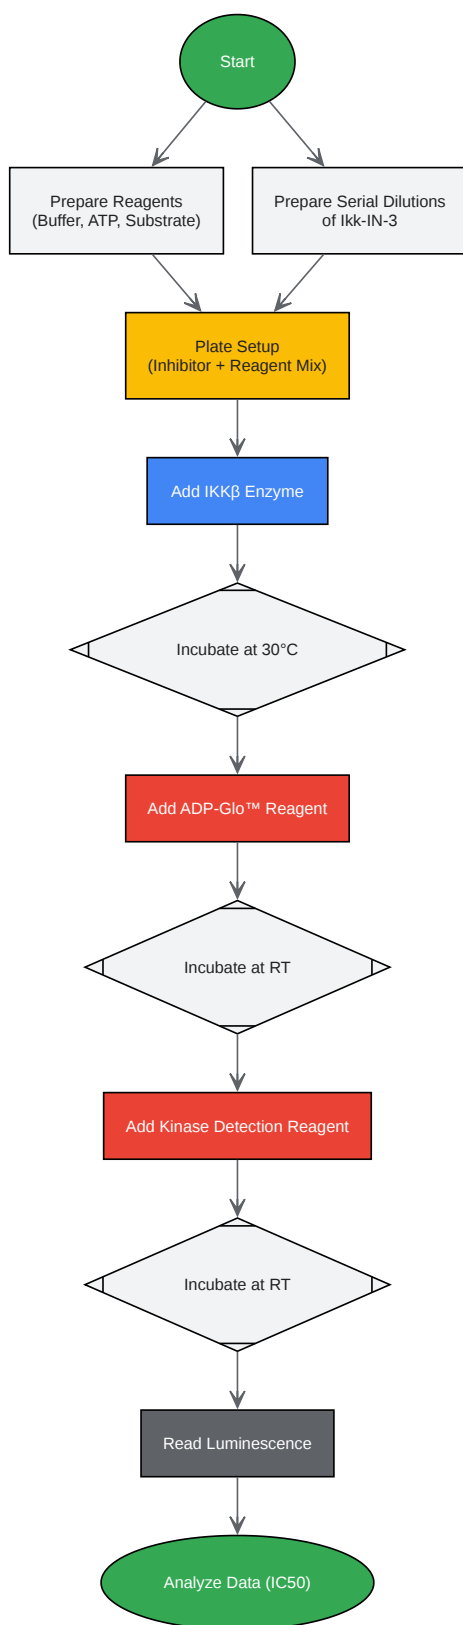 Start
Prepare Reagents
(Buffer, ATP, Substrate)
Prepare Serial Dilutions
of Ikk-IN-3
Plate Setup
(Inhibitor + Reagent Mix)
Add IKKβ Enzyme
Incubate at 30°C
Add ADP-Glo™ Reagent
Incubate at RT
Add Kinase Detection Reagent
Incubate at RT
Read Luminescence
Analyze Data (IC50)